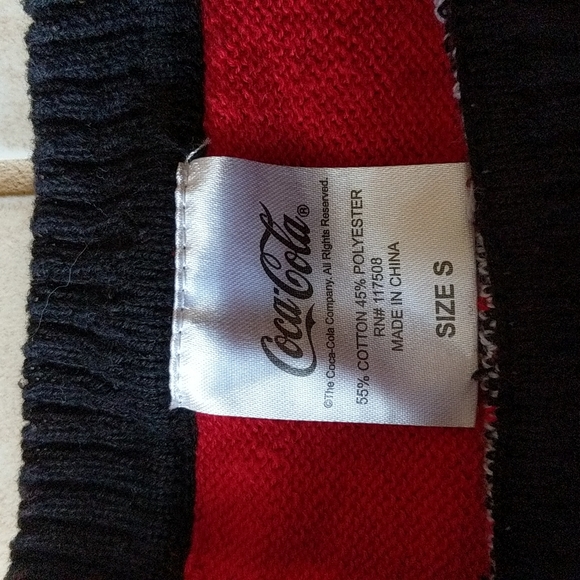 Coca-Cola®
©The Coca-Cola Company. All Rights Reserved.
55% COTTON 45% POLYESTER
RN# 117508
MADE IN CHINA
SIZE S